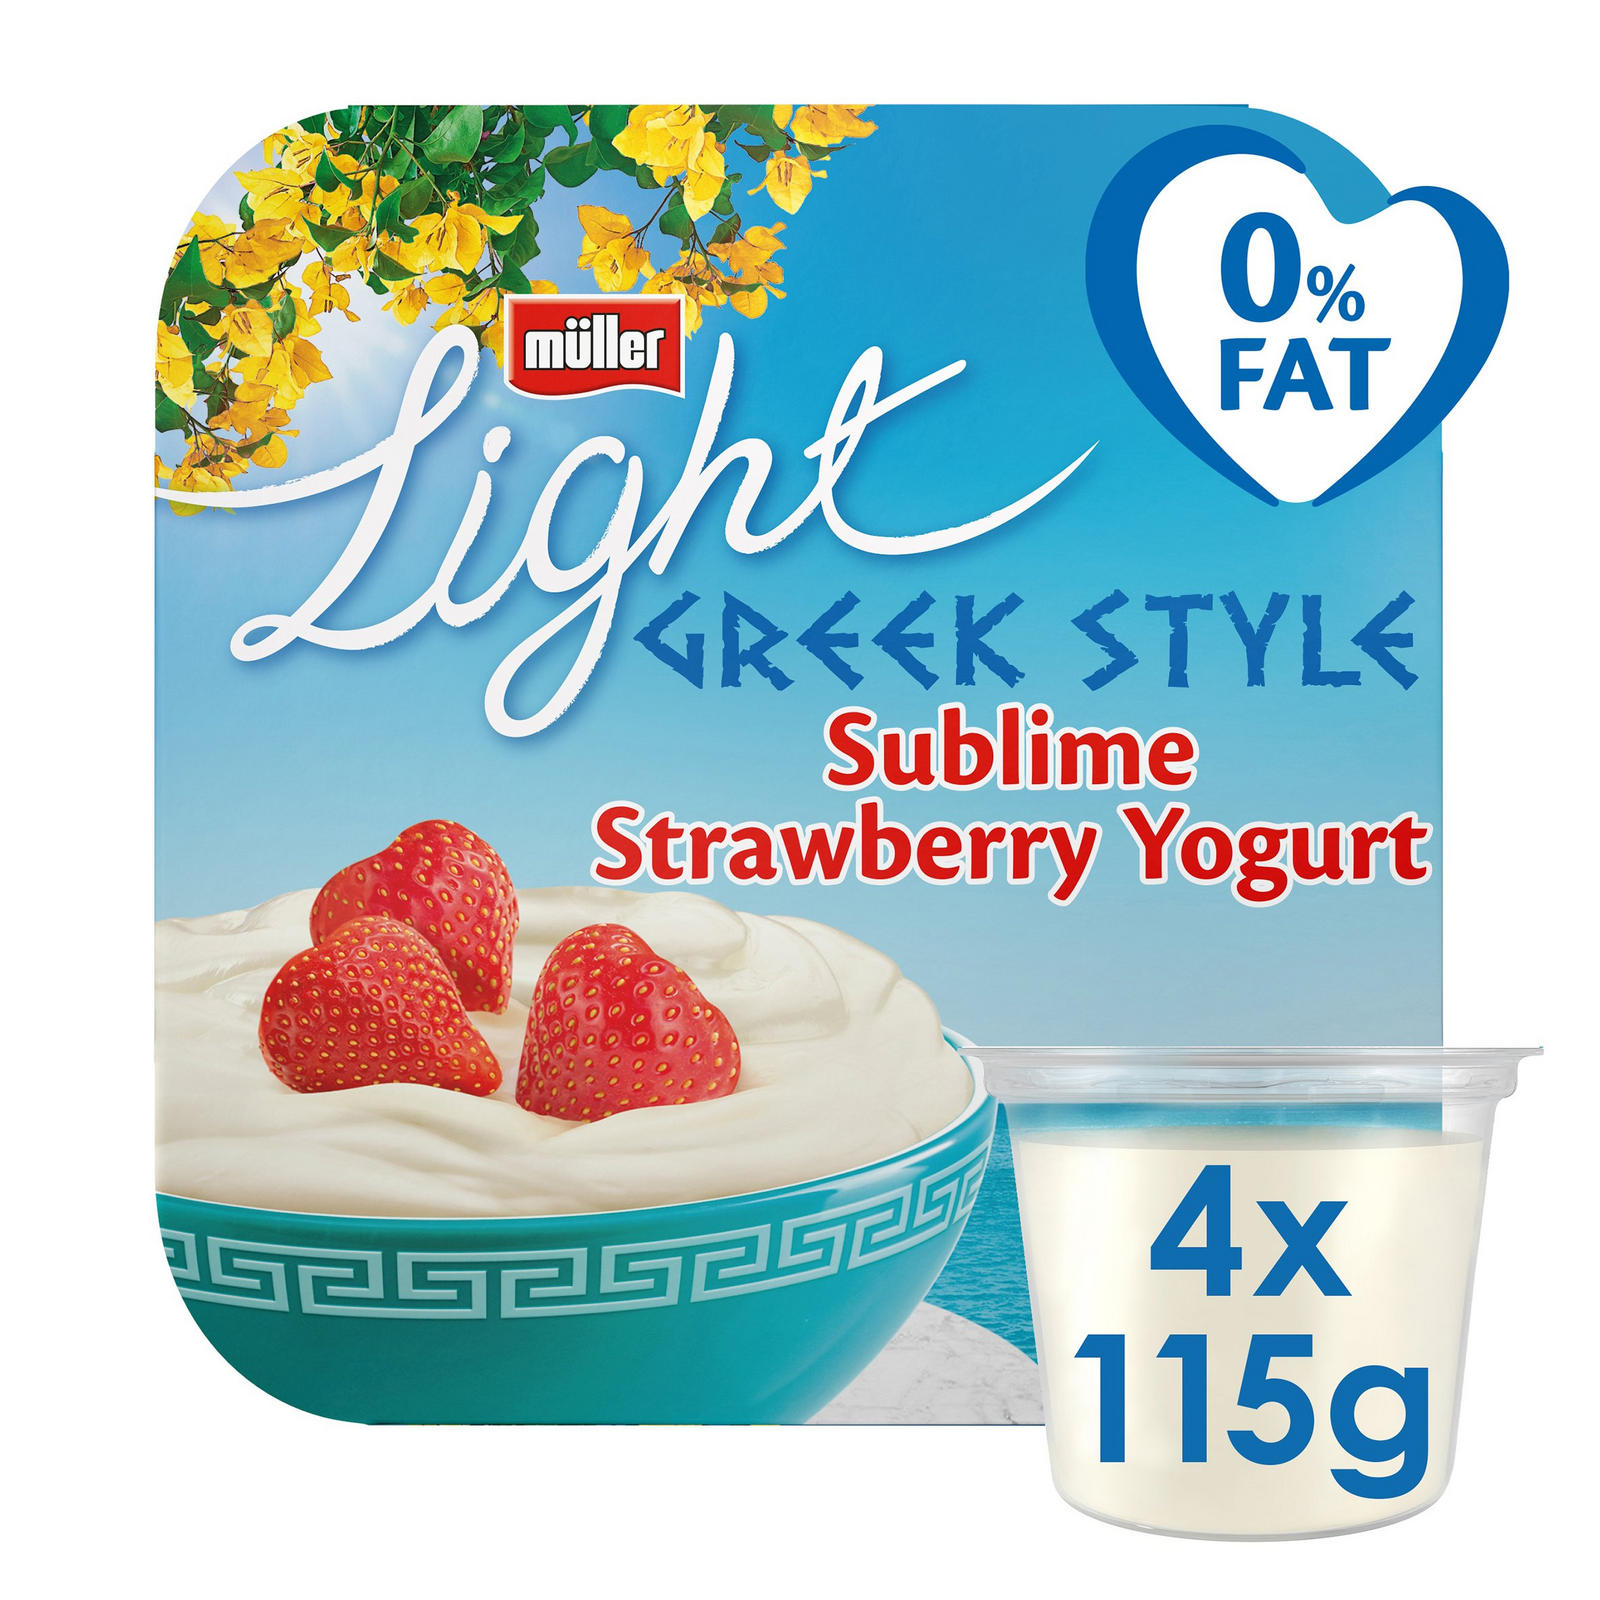 müller
Light
0%
FAT
GREEK STYLE
Sublime
Strawberry Yogurt
4x
115g